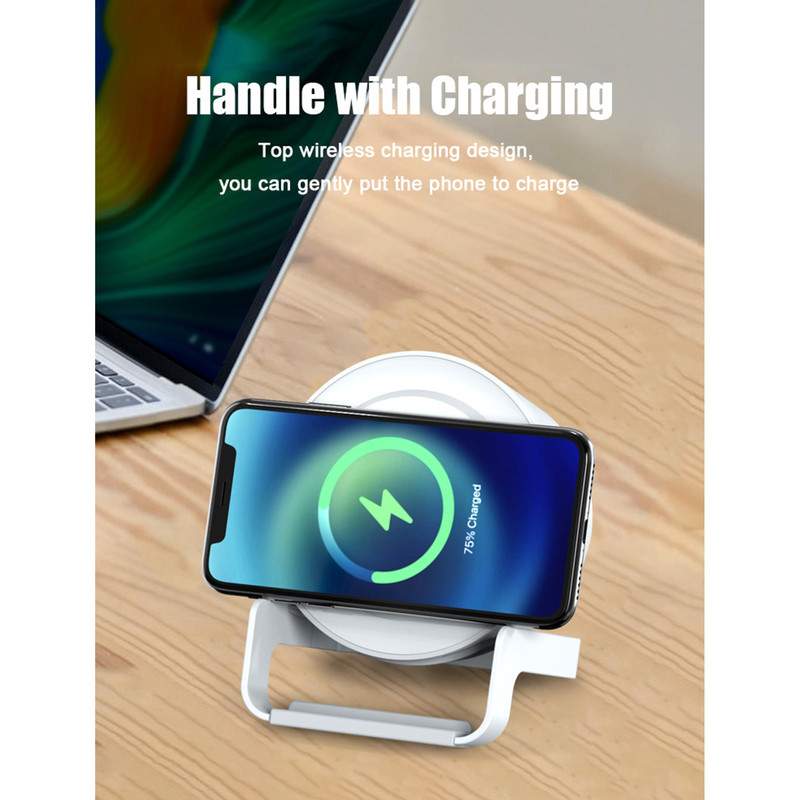 Handle with Charging
Top wireless charging design,
you can gently put the phone to charge
75% Charged